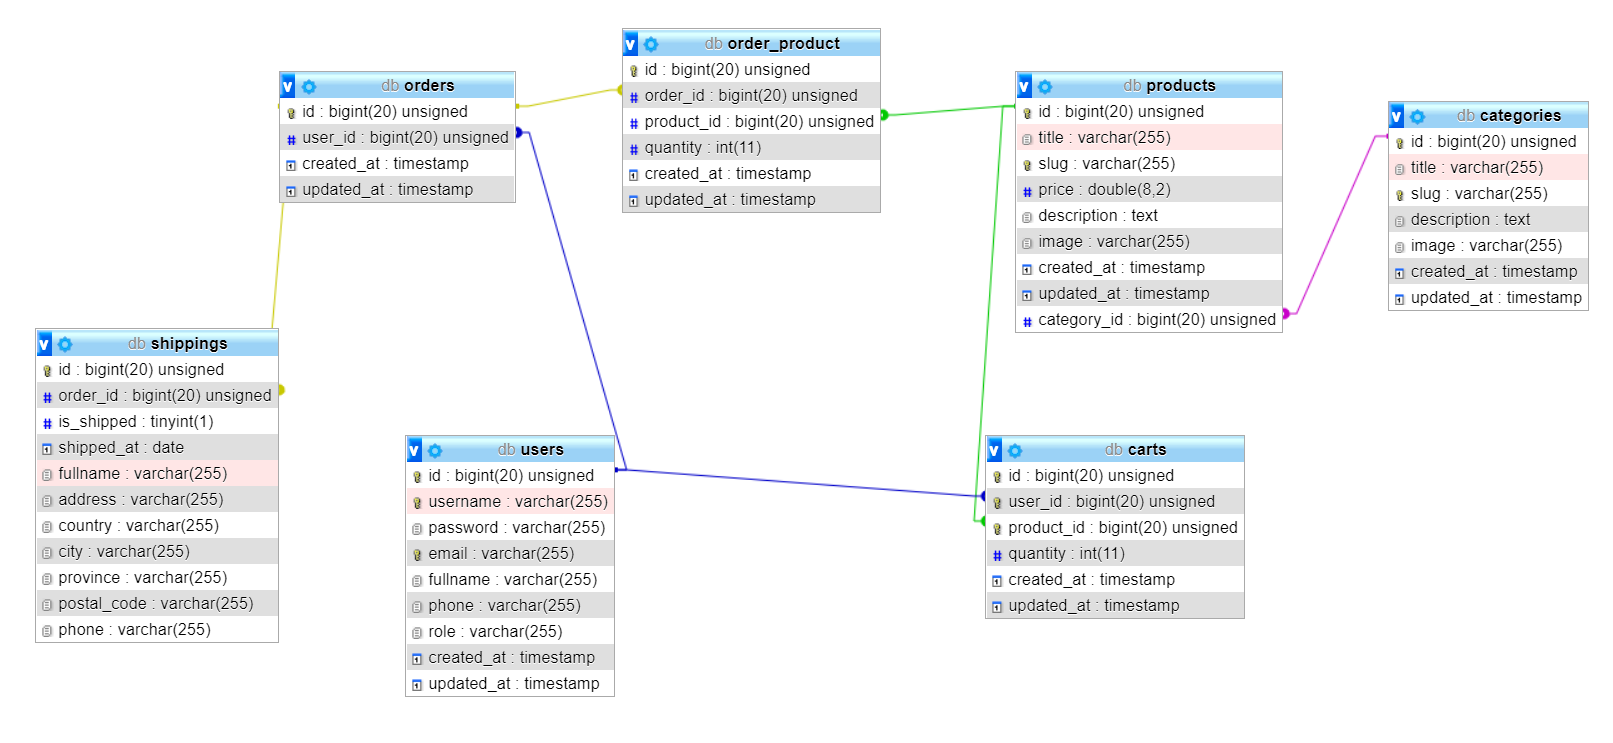 v db orders
id : bigint(20) unsigned
user_id : bigint(20) unsigned
created_at : timestamp
updated_at : timestamp
v db order_product
id : bigint(20) unsigned
order_id : bigint(20) unsigned
product_id : bigint(20) unsigned
quantity : int(11)
created_at : timestamp
updated_at : timestamp
v db products
id : bigint(20) unsigned
title : varchar(255)
slug : varchar(255)
price : double(8,2)
description : text
image : varchar(255)
created_at : timestamp
updated_at : timestamp
category_id : bigint(20) unsigned
v db categories
id : bigint(20) unsigned
title : varchar(255)
slug : varchar(255)
description : text
image : varchar(255)
created_at : timestamp
updated_at : timestamp
v db shippings
id : bigint(20) unsigned
order_id : bigint(20) unsigned
is_shipped : tinyint(1)
shipped_at : date
fullname : varchar(255)
address : varchar(255)
country : varchar(255)
city : varchar(255)
province : varchar(255)
postal_code : varchar(255)
phone : varchar(255)
v db users
id : bigint(20) unsigned
username : varchar(255)
password : varchar(255)
email : varchar(255)
fullname : varchar(255)
phone : varchar(255)
role : varchar(255)
created_at : timestamp
updated_at : timestamp
v db carts
id : bigint(20) unsigned
user_id : bigint(20) unsigned
product_id : bigint(20) unsigned
quantity : int(11)
created_at : timestamp
updated_at : timestamp